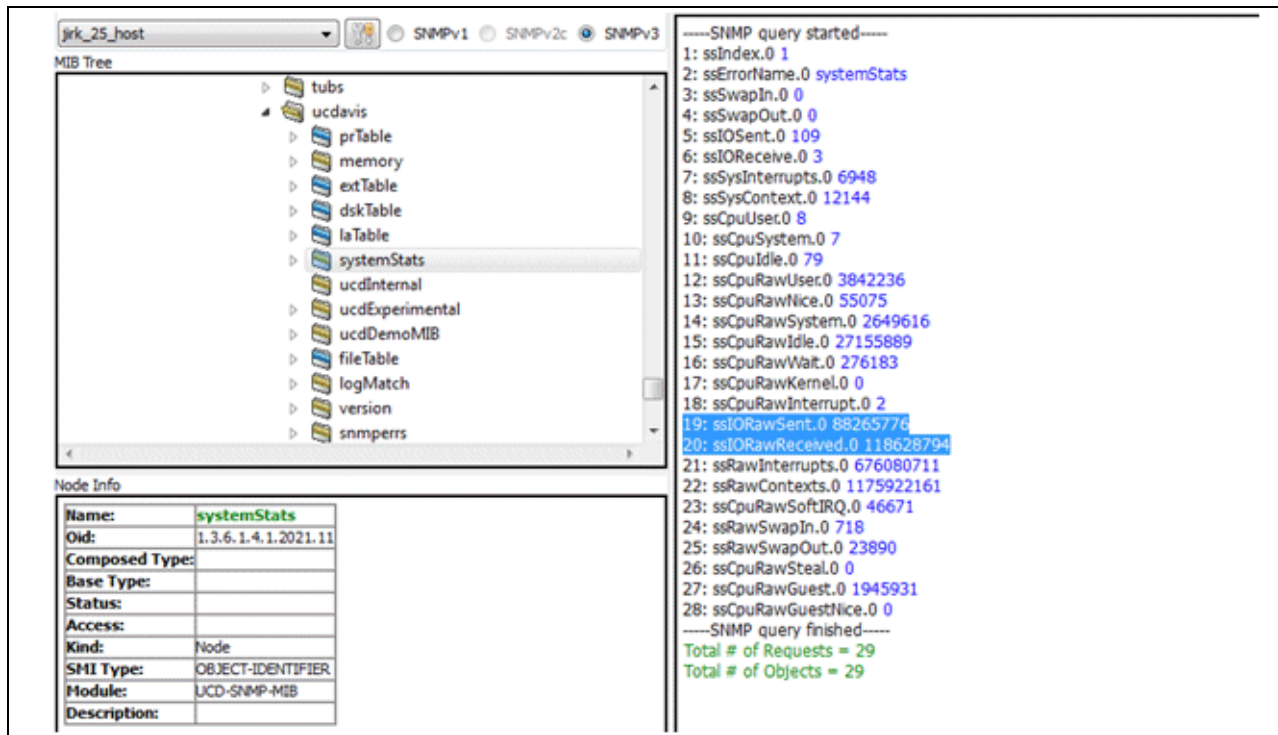 jirk_25_host
SNMPv1
SNMPv2c
SNMPv3
MIB Tree
tubs
ucdavis
prTable
memory
extTable
dskTable
laTable
systemStats
ucdInternal
ucdExperimental
ucdDemoMIB
fileTable
logMatch
version
snmperrs
Node Info
Name: systemStats
Oid: 1.3.6.1.4.1.2021.11
Composed Type:
Base Type:
Status:
Access:
Kind: Node
SMI Type: OBJECT-IDENTIFIER
Module: UCD-SNMP-MIB
Description:
-----SNMP query started-----
1: ssIndex.0 1
2: ssErrorName.0 systemStats
3: ssSwapIn.0 0
4: ssSwapOut.0 0
5: ssIOSent.0 109
6: ssIOReceive.0 3
7: ssSysInterrupts.0 6948
8: ssSysContext.0 12144
9: ssCpuUser.0 8
10: ssCpuSystem.0 7
11: ssCpuIdle.0 79
12: ssCpuRawUser.0 3842236
13: ssCpuRawNice.0 55075
14: ssCpuRawSystem.0 2649616
15: ssCpuRawIdle.0 27155889
16: ssCpuRawWait.0 276183
17: ssCpuRawKernel.0 0
18: ssCpuRawInterrupt.0 2
19: ssIORawSent.0 88265776
20: ssIORawReceived.0 118628794
21: ssRawInterrupts.0 676080711
22: ssRawContexts.0 1175922161
23: ssCpuRawSoftIRQ.0 46671
24: ssRawSwapIn.0 718
25: ssRawSwapOut.0 23890
26: ssCpuRawSteal.0 0
27: ssCpuRawGuest.0 1945931
28: ssCpuRawGuestNice.0 0
-----SNMP query finished-----
Total # of Requests = 29
Total # of Objects = 29